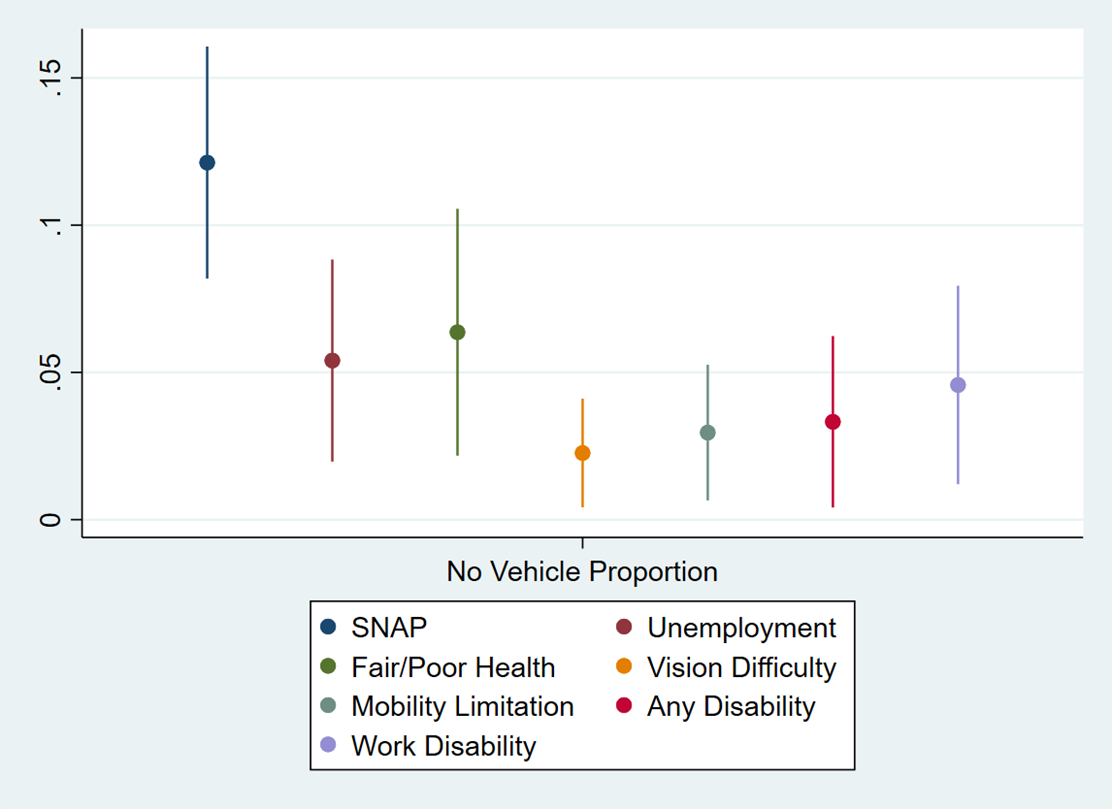 .15
.1
.05
0
No Vehicle Proportion
SNAP Unemployment
Fair/Poor Health Vision Difficulty
Mobility Limitation Any Disability
Work Disability